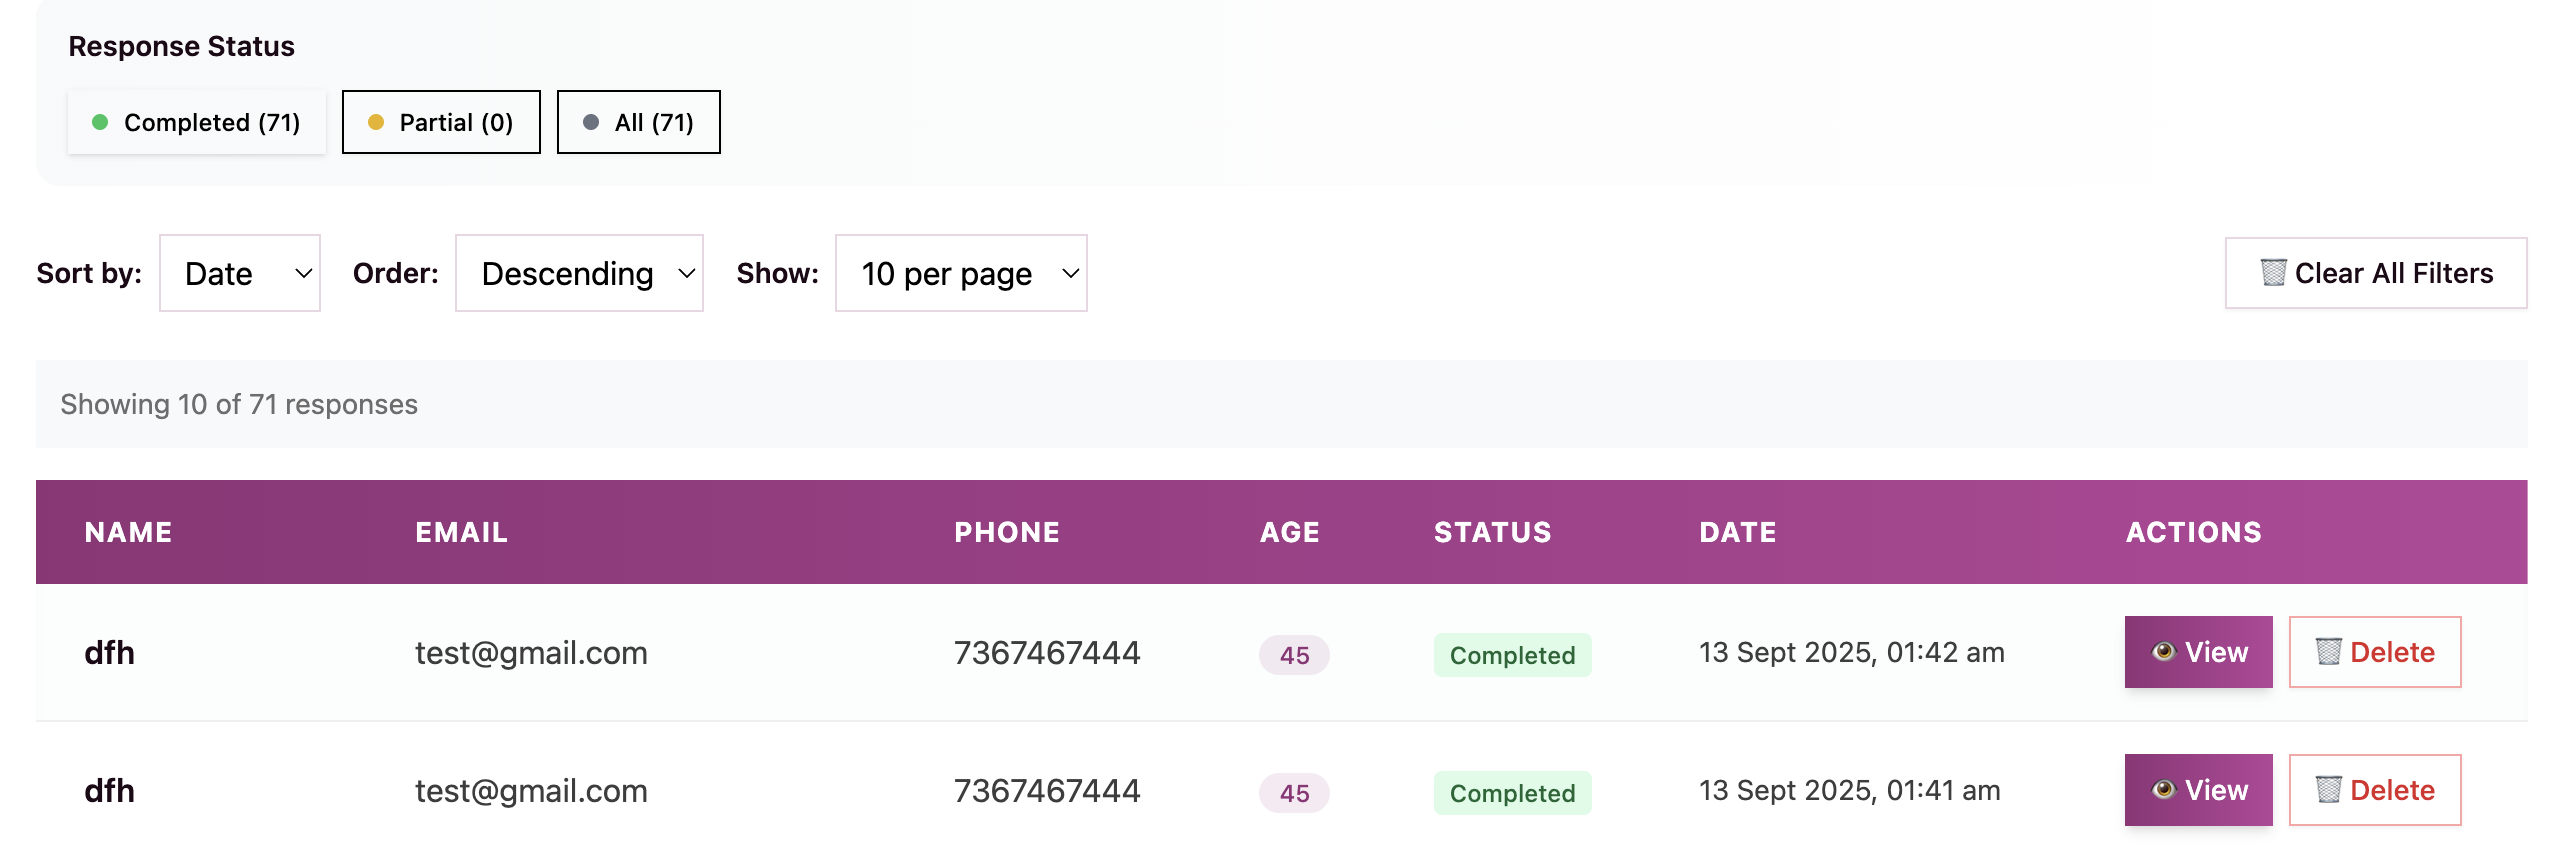 Response Status
Completed (71) Partial (0) All (71)
Sort by: Date Order: Descending Show: 10 per page Clear All Filters
Showing 10 of 71 responses
NAME EMAIL PHONE AGE STATUS DATE ACTIONS
dfh test@gmail.com 7367467444 45 Completed 13 Sept 2025, 01:42 am View Delete
dfh test@gmail.com 7367467444 45 Completed 13 Sept 2025, 01:41 am View Delete